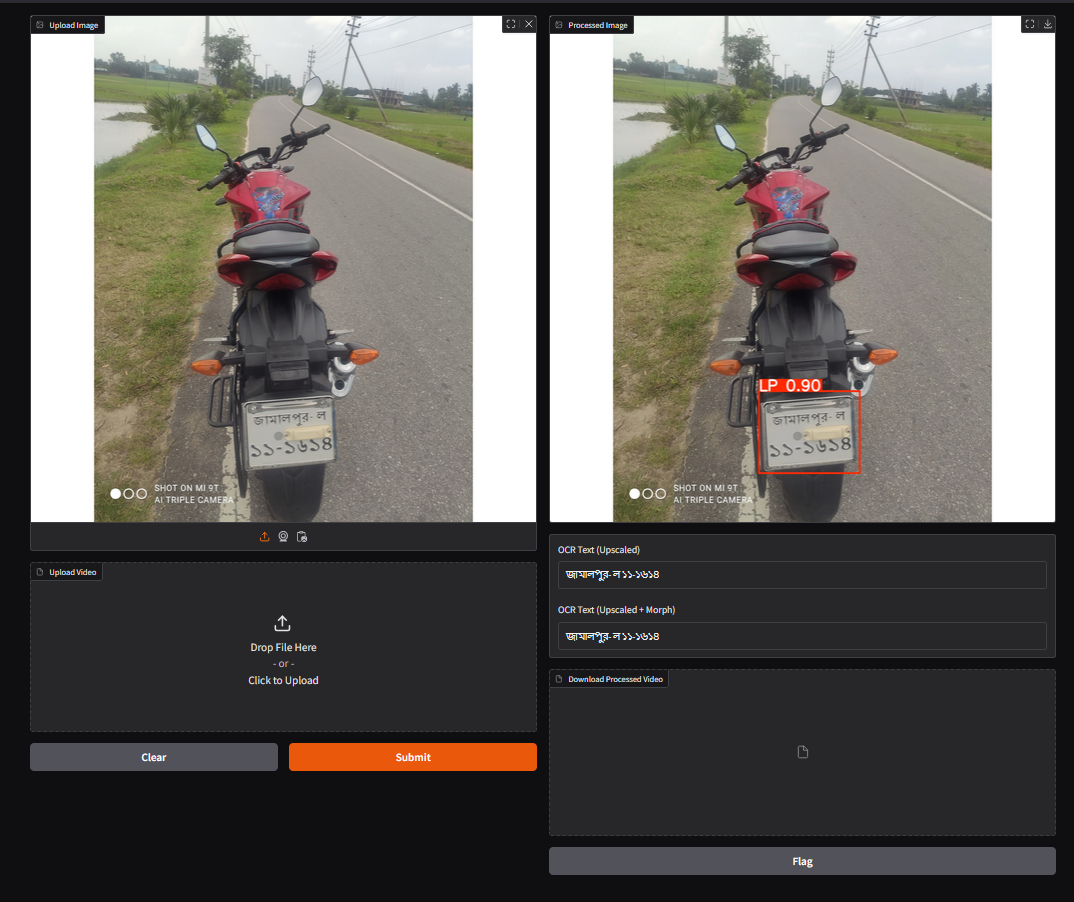 Upload Image
জামালপুর- ল
১১-১৬১৪
SHOT ON MI 9T
AI TRIPLE CAMERA
Upload Video
Drop File Here
- or -
Click to Upload
Clear
Submit
Processed Image
LP 0.90
জামালপুর- ল
১১-১৬১৪
SHOT ON MI 9T
AI TRIPLE CAMERA
OCR Text (Upscaled)
জামালপুর- ল ১১-১৬১৪
OCR Text (Upscaled + Morph)
জামালপুর- ল ১১-১৬১৪
Download Processed Video
Flag